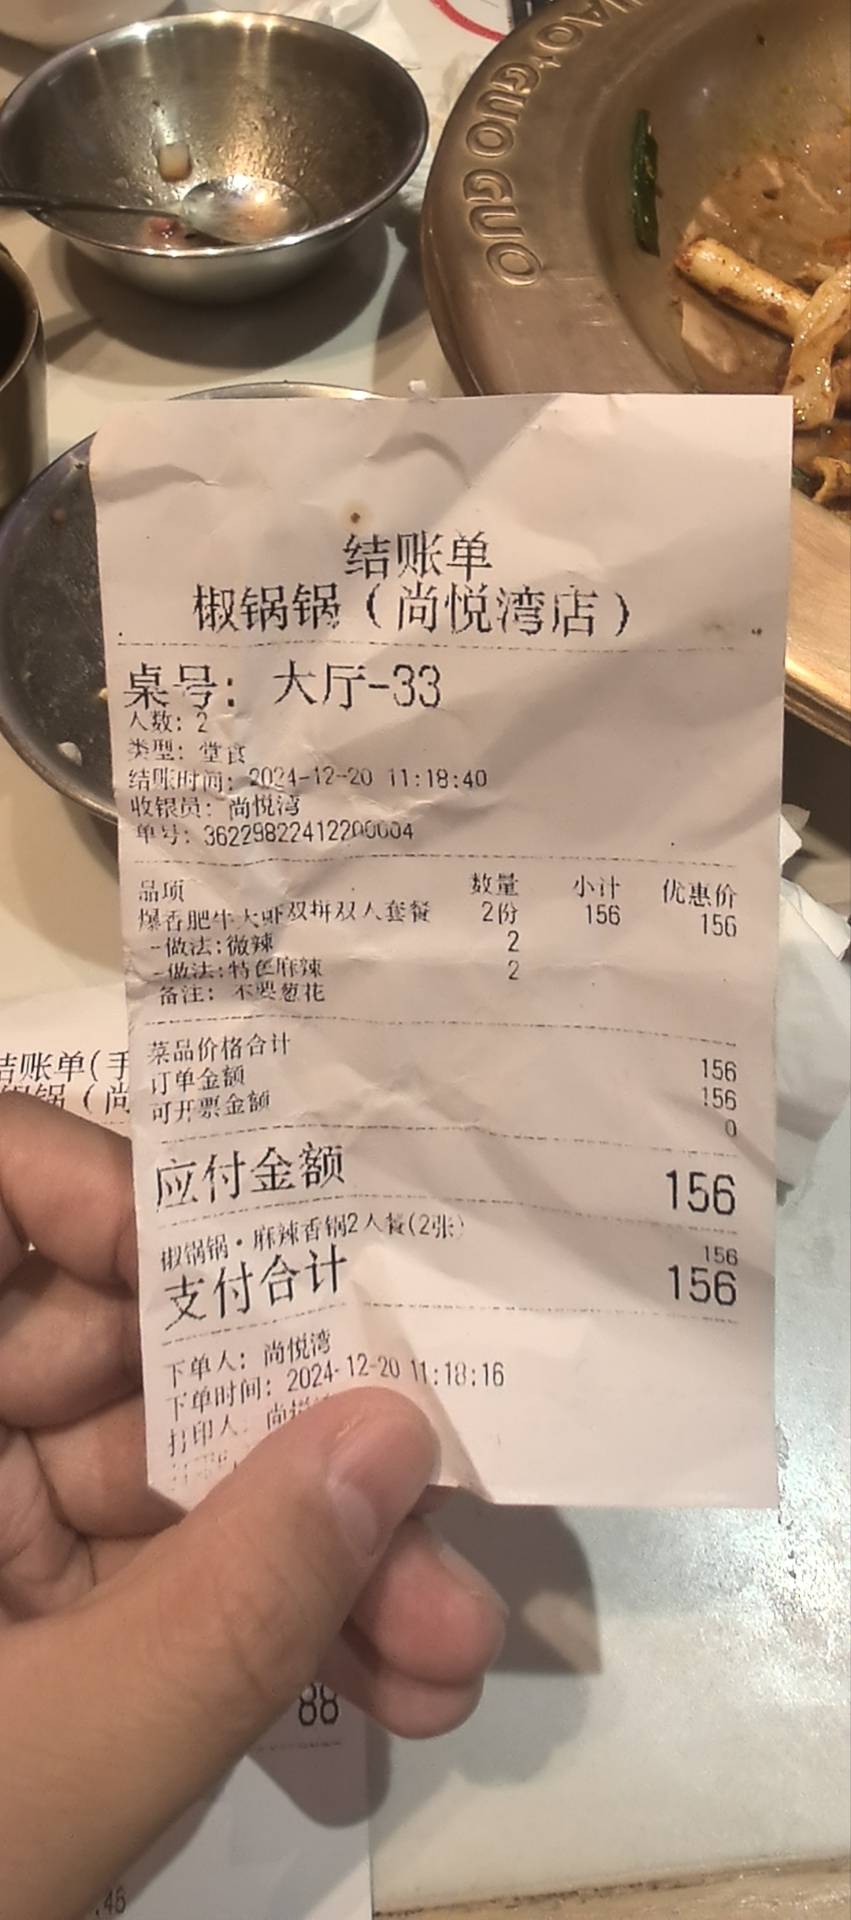 JIAO GUO GUO
结账单
椒锅锅（尚悦湾店）
桌号: 大厅-33
人数: 2
类型: 堂食
结账时间: 2024-12-20 11:18:40
收银员: 尚悦湾
单号: 36229822412200004
品项 数量 小计 优惠价
爆香肥牛大虾双拼双人套餐 2份 156 156
-做法:微辣 2
-做法:特色麻辣 2
备注: 不要葱花
菜品价格合计 156
订单金额 156
可开票金额 0
应付金额 156
椒锅锅·麻辣香锅2人餐(2张) 156
支付合计 156
下单人: 尚悦湾
下单时间: 2024-12-20 11:18:16
打印人: 尚悦
结账单(手
锅锅（尚
88
.46